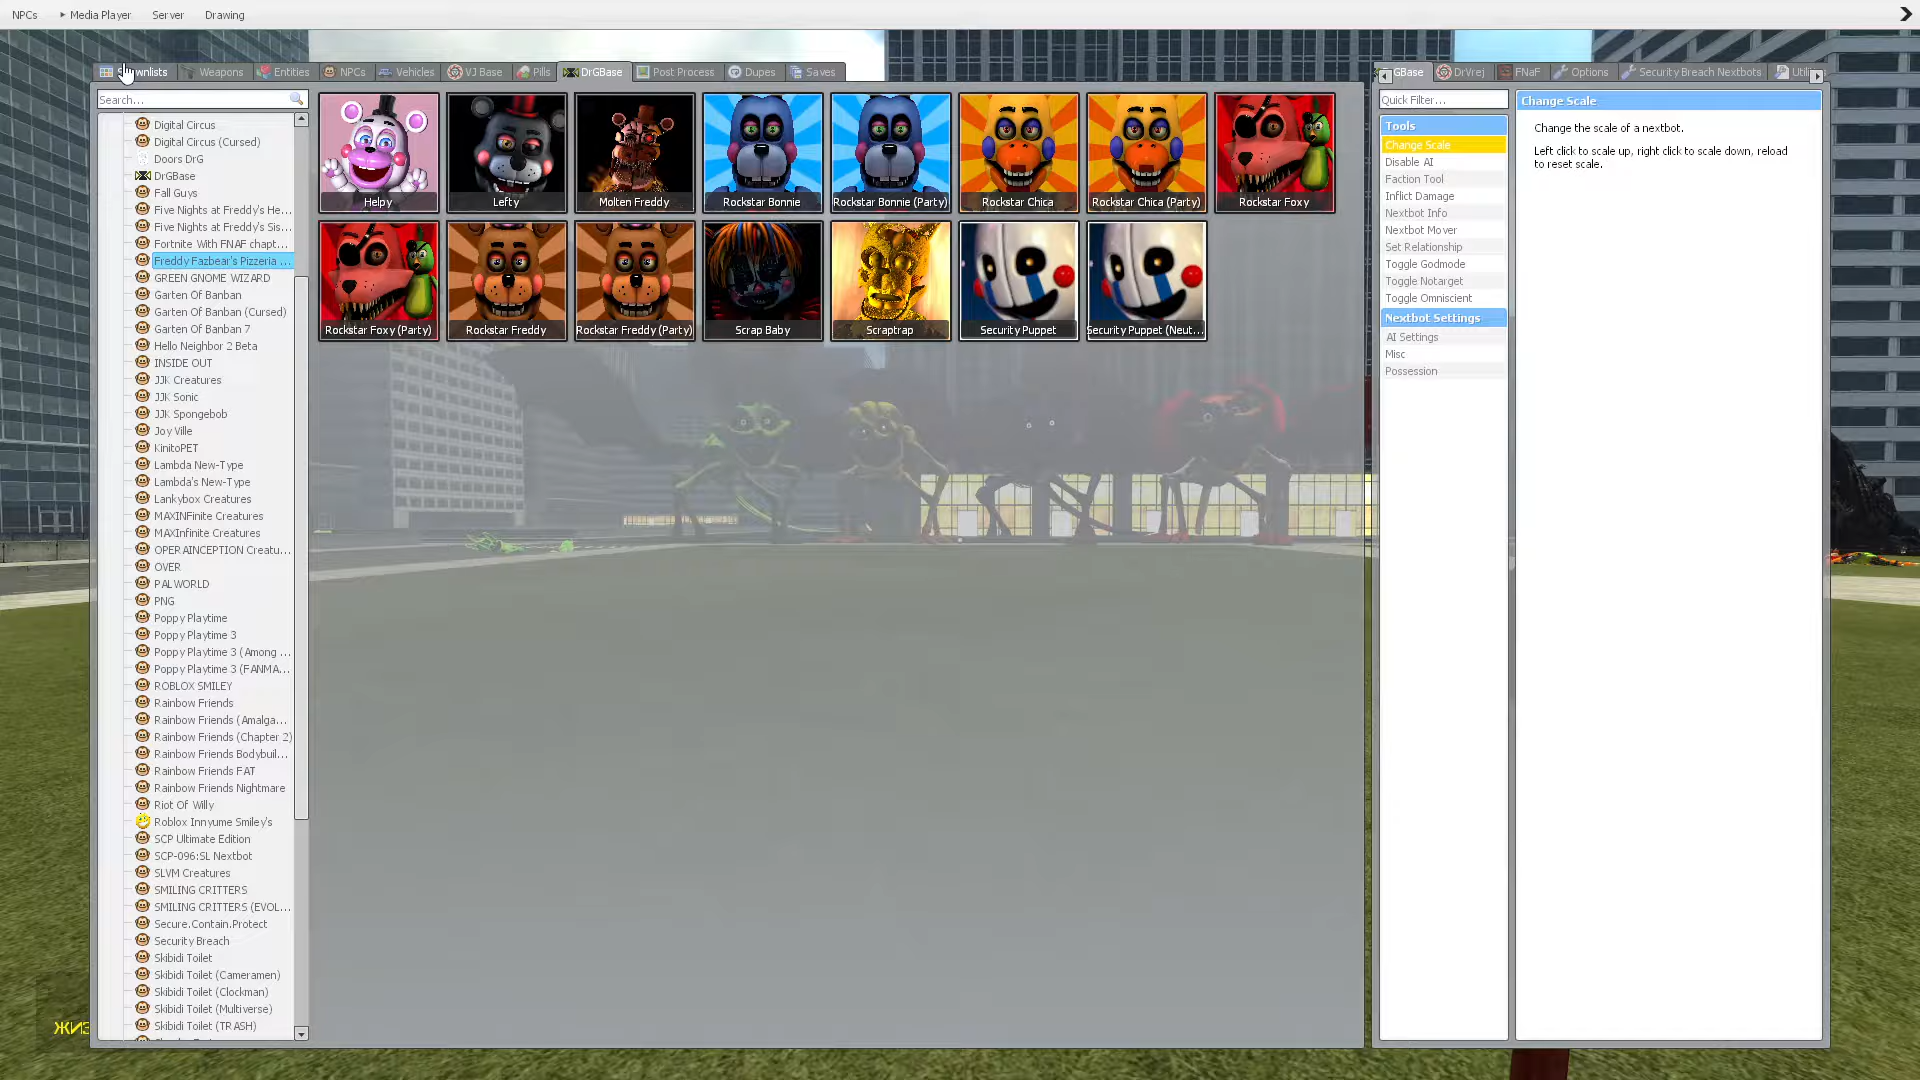 NPCs
Media Player
Server
Drawing
wnlists
Weapons
Entities
NPCs
Vehicles
VJ Base
Pills
DrGBase
Post Process
Dupes
Saves
Search...
Digital Circus
Digital Circus (Cursed)
Doors DrG
DrGBase
Fall Guys
Five Nights at Freddy's He...
Five Nights at Freddy's Sis...
Fortnite With FNAF chapt...
Freddy Fazbear's Pizzeria ...
GREEN GNOME WIZARD
Garten Of Banban
Garten Of Banban (Cursed)
Garten Of Banban 7
Hello Neighbor 2 Beta
INSIDE OUT
JJK Creatures
JJK Sonic
JJK Spongebob
Joy Ville
KinitoPET
Lambda New-Type
Lambda's New-Type
Lankybox Creatures
MAXINFinite Creatures
MAXInfinite Creatures
OPERAINCEPTION Creatu...
OVER
PALWORLD
PNG
Poppy Playtime
Poppy Playtime 3
Poppy Playtime 3 (Among ...
Poppy Playtime 3 (FANMA...
ROBLOX SMILEY
Rainbow Friends
Rainbow Friends (Amalga...
Rainbow Friends (Chapter 2)
Rainbow Friends Bodybuil...
Rainbow Friends FAT
Rainbow Friends Nightmare
Riot Of Willy
Roblox Innyume Smiley's
SCP Ultimate Edition
SCP-096:SL Nextbot
SLVM Creatures
SMILING CRITTERS
SMILING CRITTERS (EVOL...
Secure.Contain.Protect
Security Breach
Skibidi Toilet
Skibidi Toilet (Cameramen)
Skibidi Toilet (Clockman)
Skibidi Toilet (Multiverse)
Skibidi Toilet (TRASH)
Helpy
Lefty
Molten Freddy
Rockstar Bonnie
Rockstar Bonnie (Party)
Rockstar Chica
Rockstar Chica (Party)
Rockstar Foxy
Rockstar Foxy (Party)
Rockstar Freddy
Rockstar Freddy (Party)
Scrap Baby
Scraptrap
Security Puppet
Security Puppet (Neut...
GBase
DrVrej
FNaF
Options
Security Breach Nextbots
Utili
Quick Filter...
Tools
Change Scale
Disable AI
Faction Tool
Inflict Damage
Nextbot Info
Nextbot Mover
Set Relationship
Toggle Godmode
Toggle Notarget
Toggle Omniscient
Nextbot Settings
AI Settings
Misc
Possession
Change Scale
Change the scale of a nextbot.
Left click to scale up, right click to scale down, reload
to reset scale.
ЖИЗ